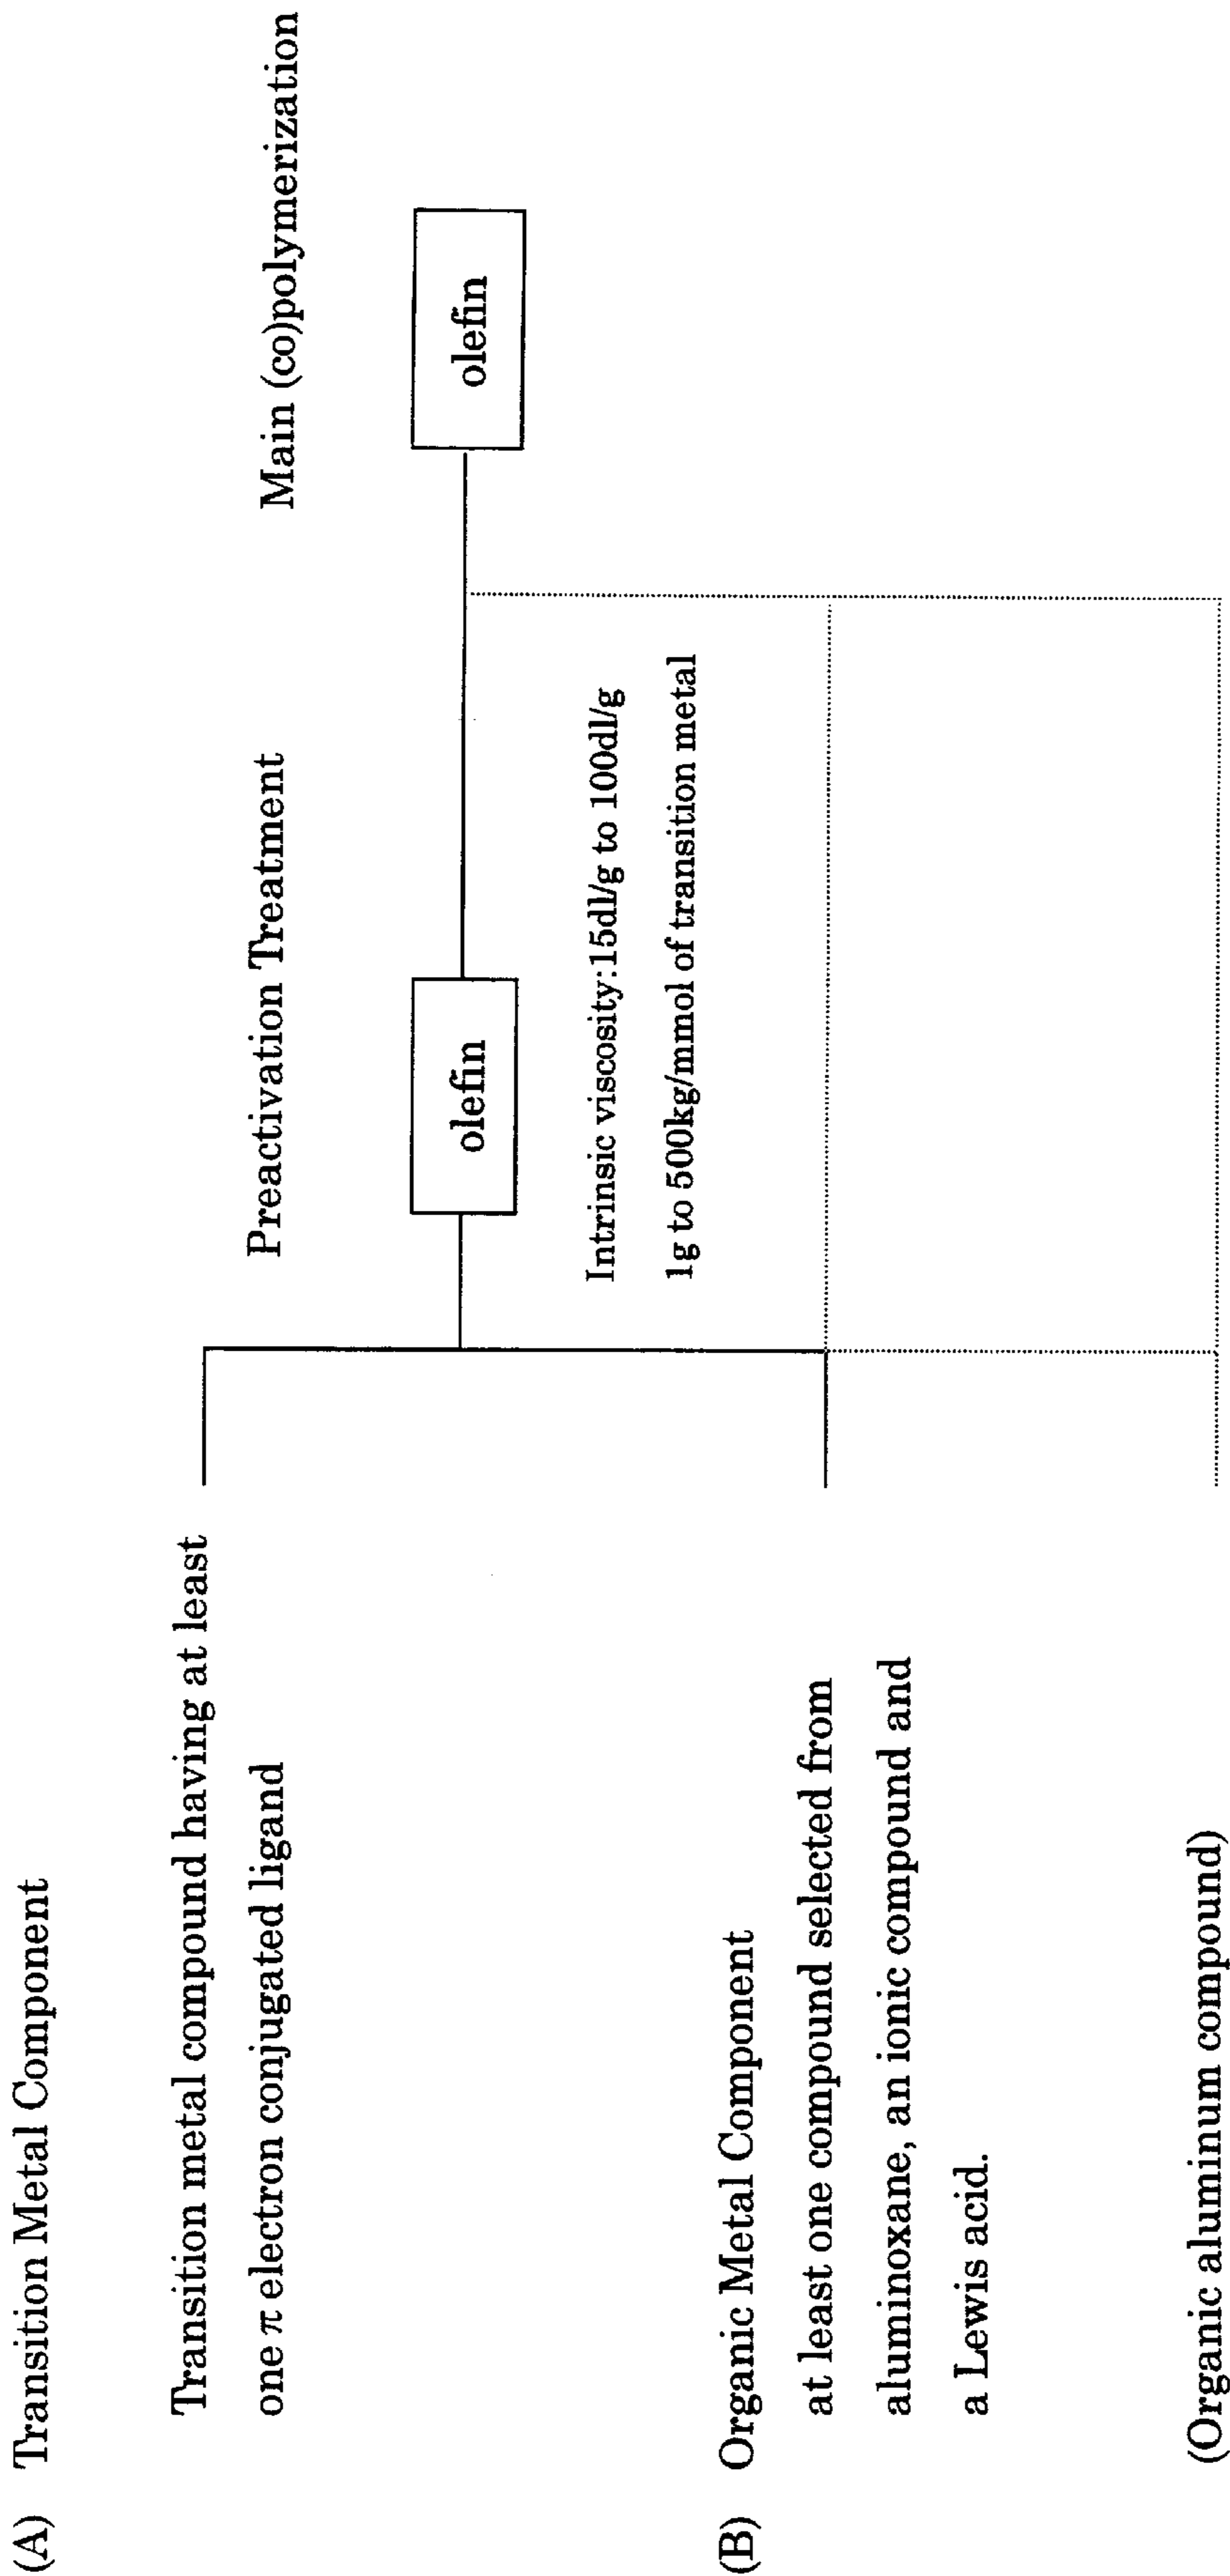 (A) Transition Metal Component
Transition metal compound having at least
one π electron conjugated ligand
(B) Organic Metal Component
at least one compound selected from
aluminoxane, an ionic compound and
a Lewis acid.
(Organic aluminum compound)
Preactivation Treatment
olefin
Intrinsic viscosity:15dl/g to 100dl/g
1g to 500kg/mmol of transition metal
Main (co)polymerization
olefin